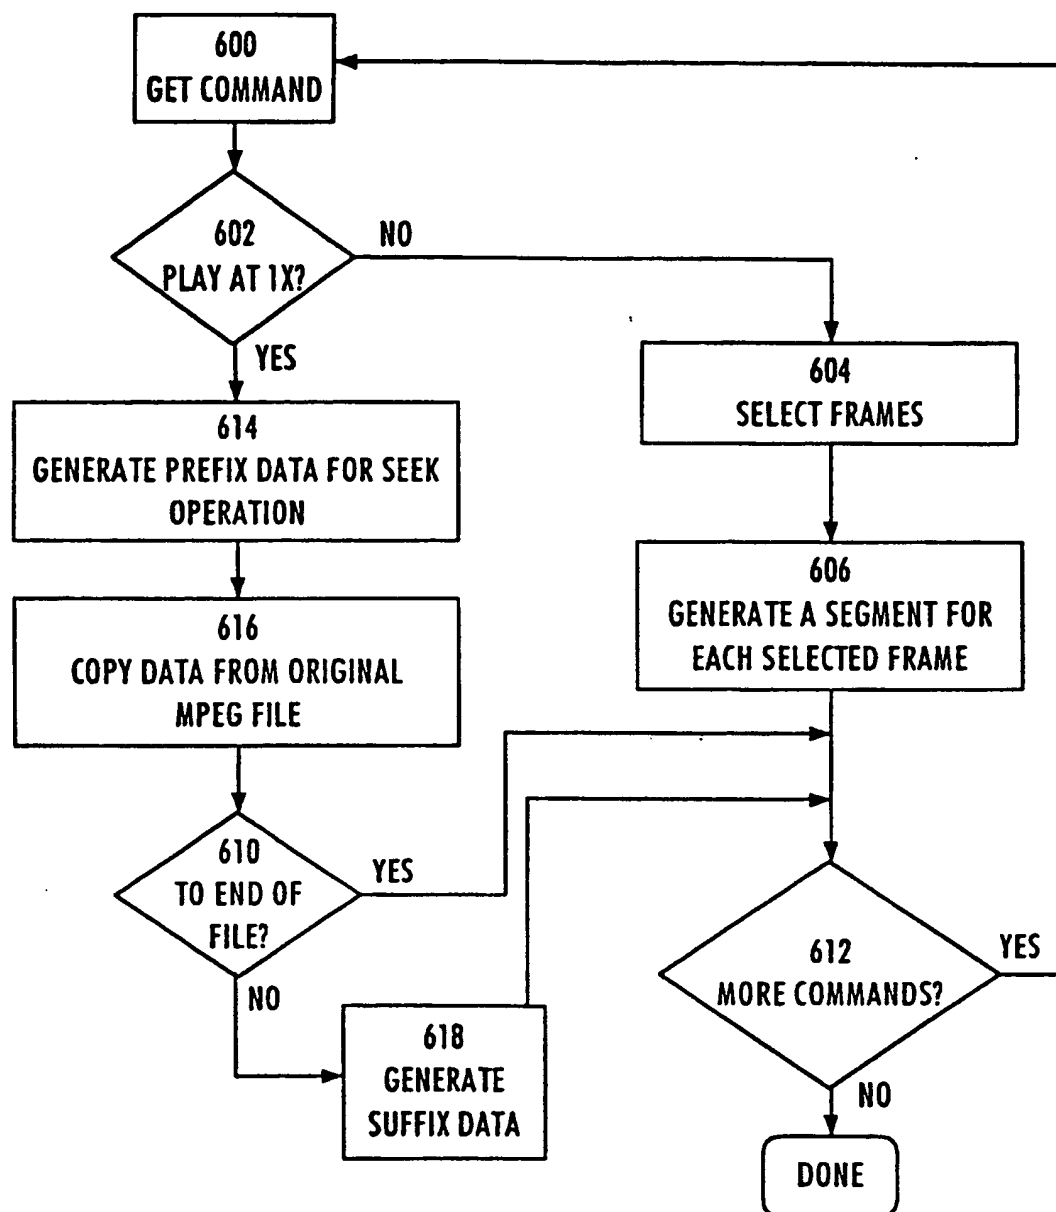 600
GET COMMAND
602
PLAY AT 1X?
NO
YES
604
SELECT FRAMES
614
GENERATE PREFIX DATA FOR SEEK
OPERATION
606
GENERATE A SEGMENT FOR
EACH SELECTED FRAME
616
COPY DATA FROM ORIGINAL
MPEG FILE
610
TO END OF
FILE?
YES
NO
612
MORE COMMANDS?
YES
NO
618
GENERATE
SUFFIX DATA
DONE